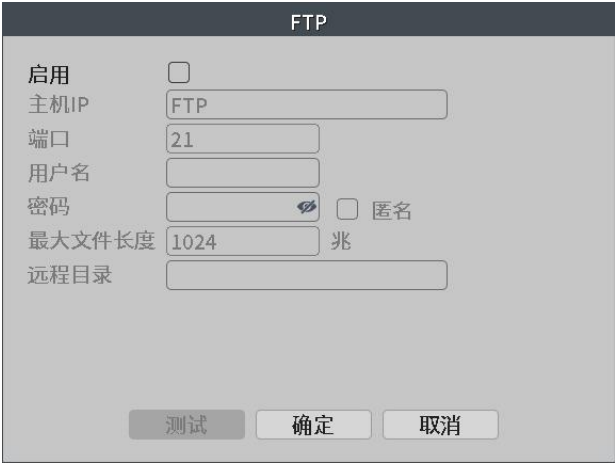 FTP
启用
主机IP FTP
端口 21
用户名
密码 匿名
最大文件长度 1024 兆
远程目录
测试 确定 取消